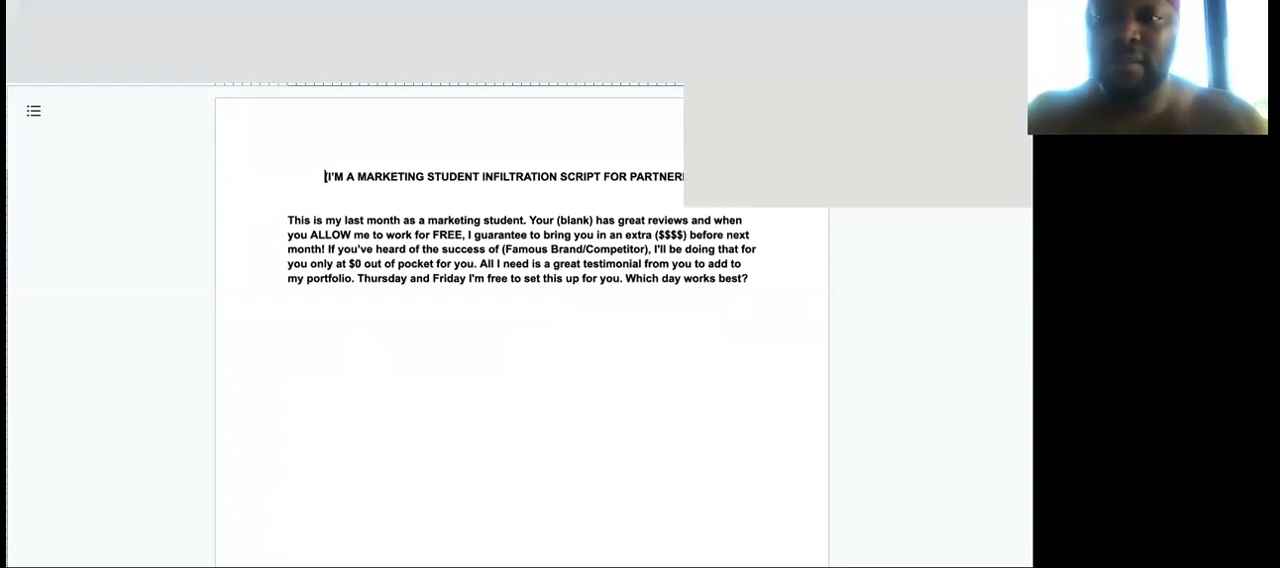 (I'M A MARKETING STUDENT INFILTRATION SCRIPT FOR
This is my last month as a marketing student. Your (blank) has great reviews and when
you ALLOW me to work for FREE, I guarantee to bring you in an extra ($$$$) before next
month! If you've heard of the success of (Famous Brand/Competitor), I'll be doing that for
you only at $0 out of pocket for you. All I need is a great testimonial from you to add to
my portfolio. Thursday and Friday I'm free to set this up for you. Which day works best?